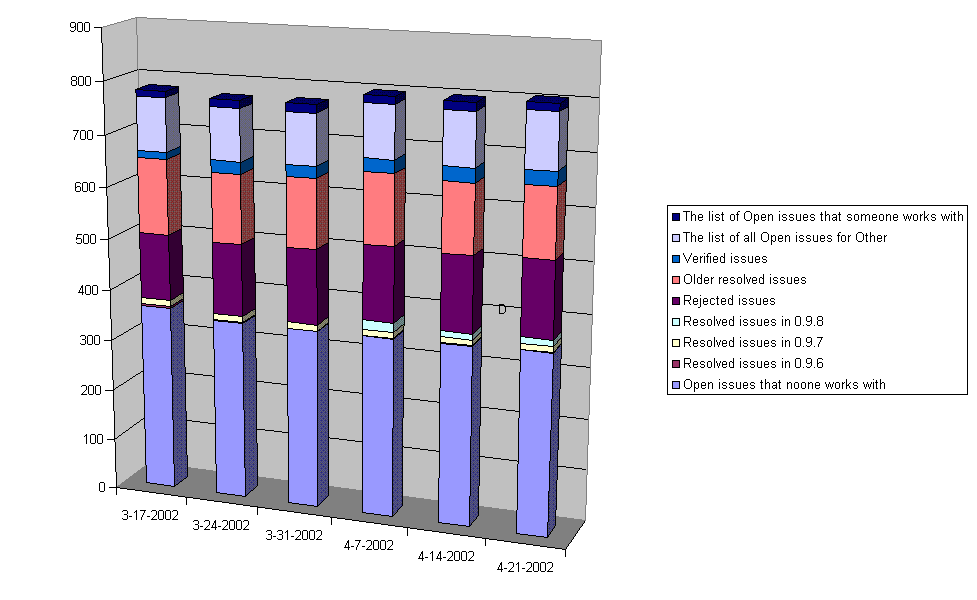 900
800
700
600
500
400
300
200
100
0
3-17-2002
3-24-2002
3-31-2002
4-7-2002
4-14-2002
4-21-2002
D
The list of Open issues that someone works with
The list of all Open issues for Other
Verified issues
Older resolved issues
Rejected issues
Resolved issues in 0.9.8
Resolved issues in 0.9.7
Resolved issues in 0.9.6
Open issues that noone works with